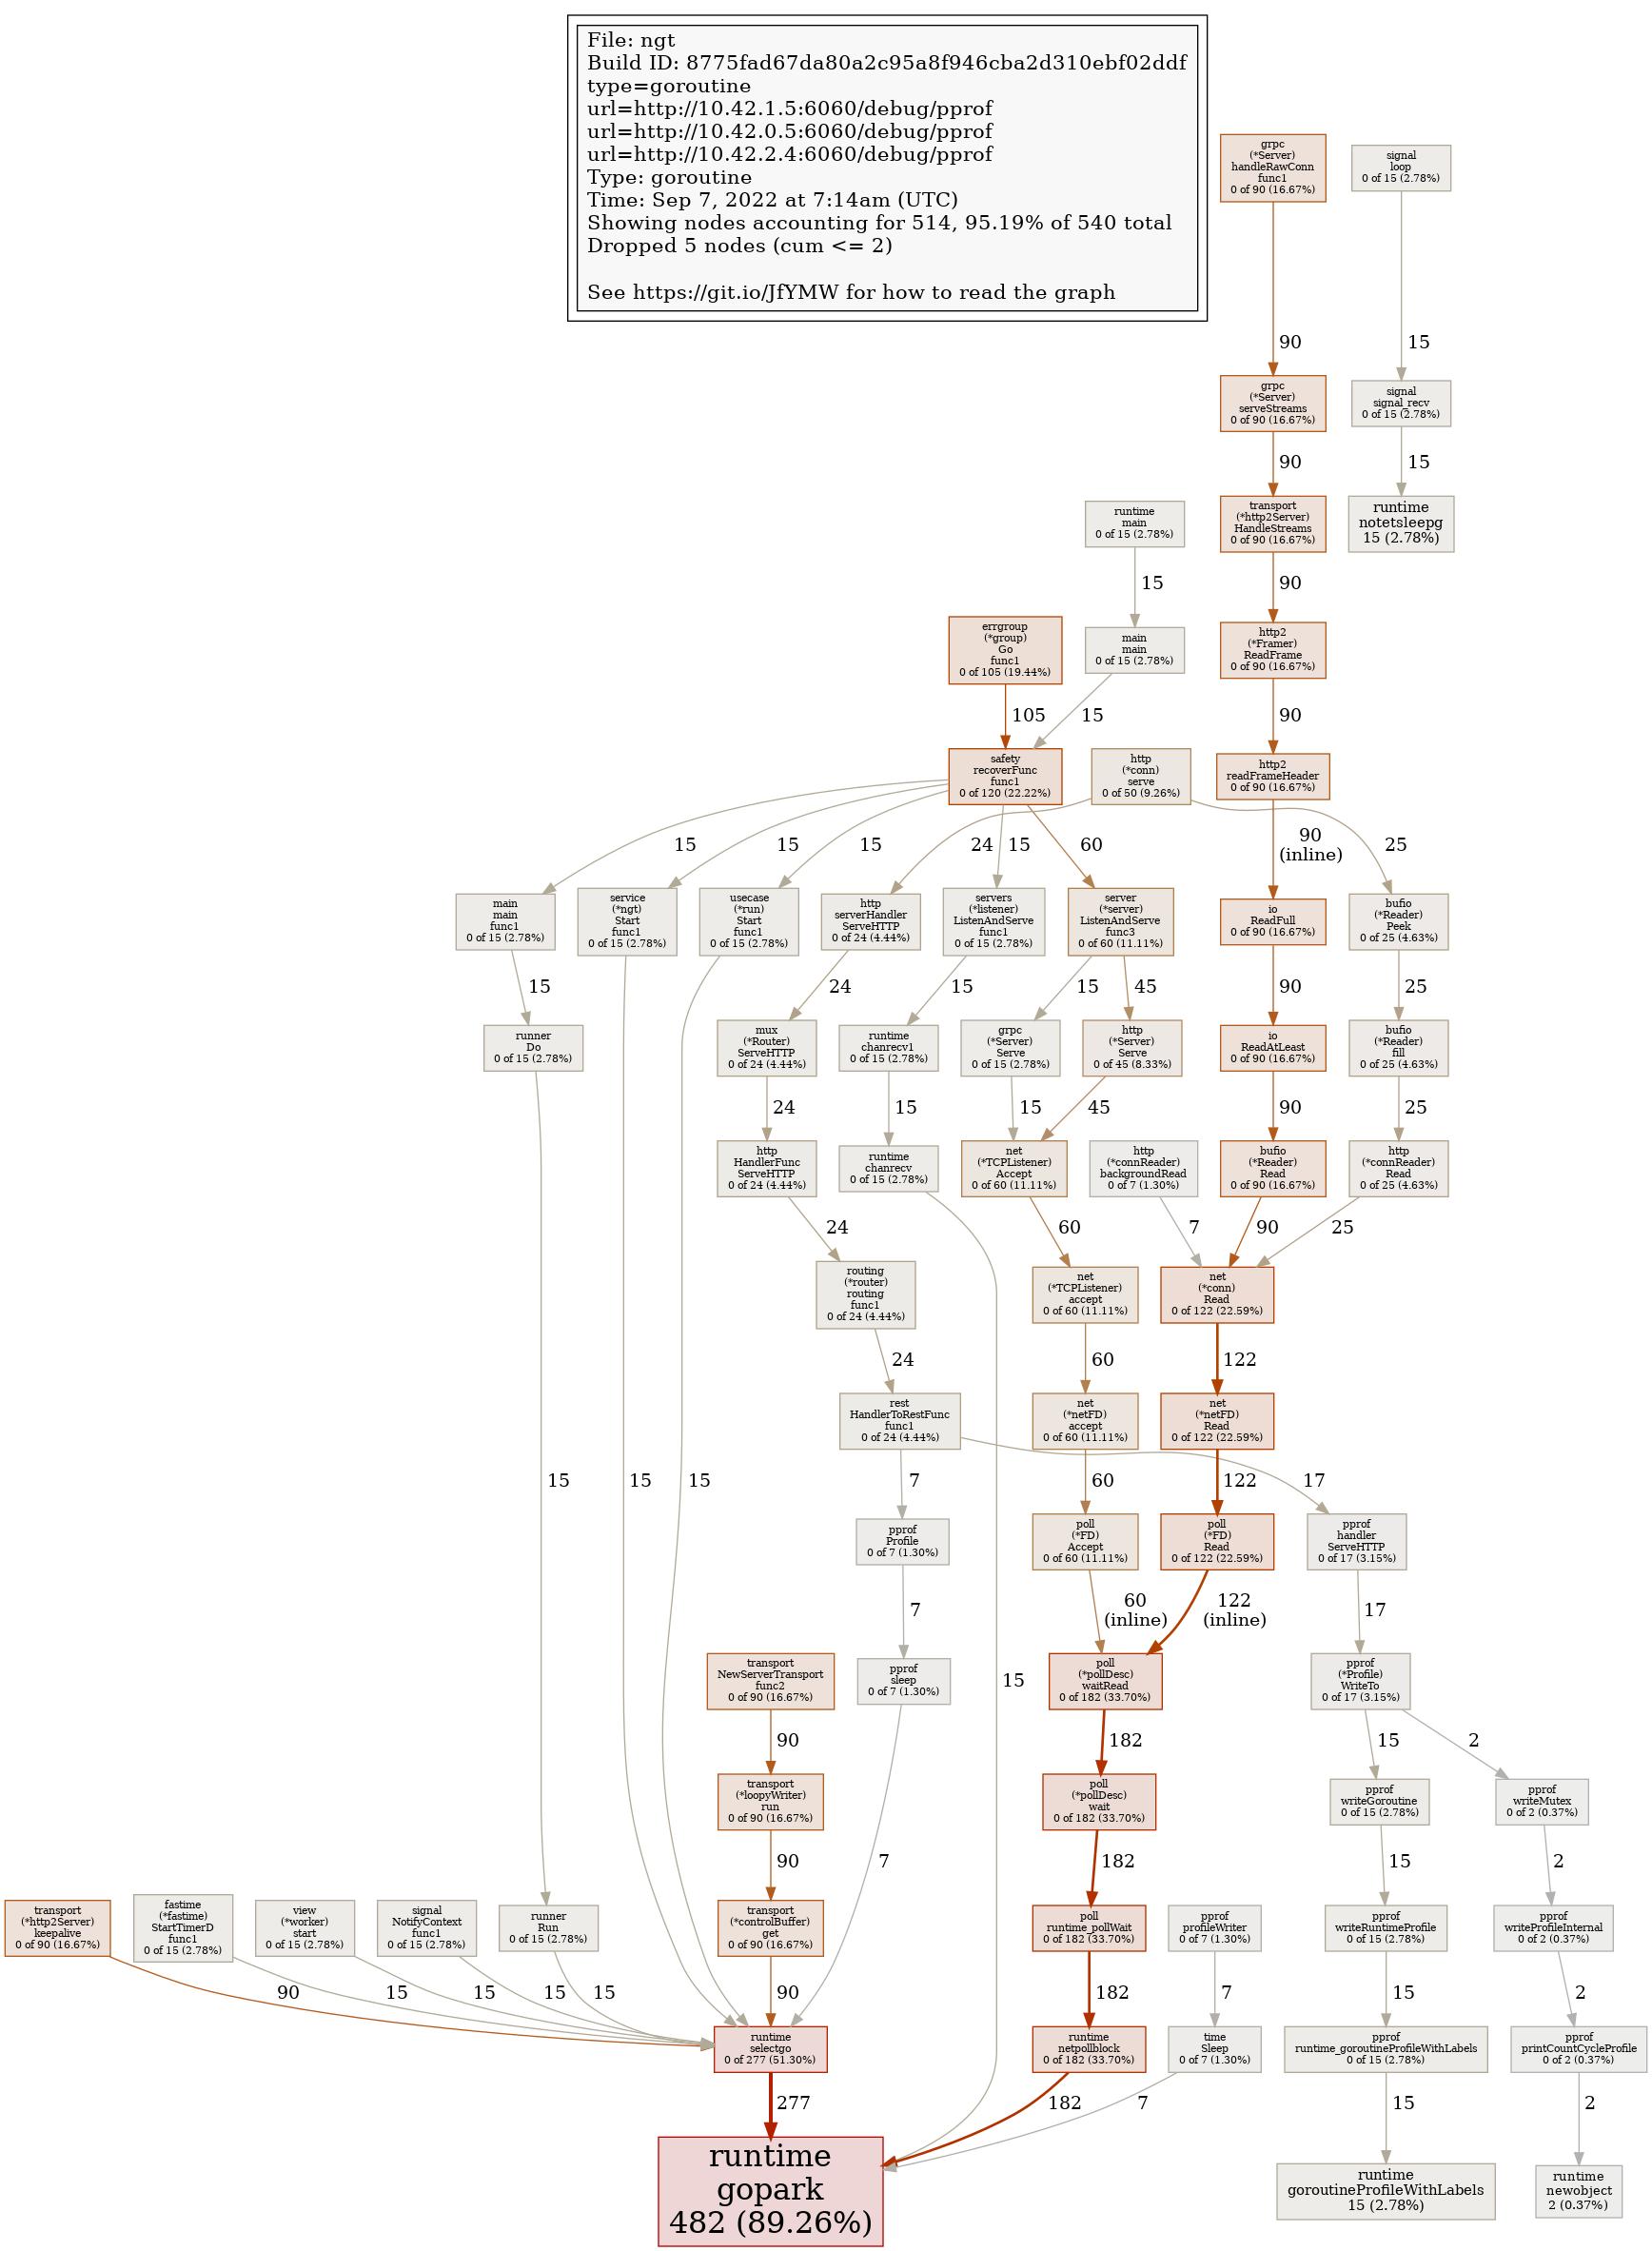 File: ngt
Build ID: 8775fad67da80a2c95a8f946cba2d310ebf02ddf
type=goroutine
url=http://10.42.1.5:6060/debug/pprof
url=http://10.42.0.5:6060/debug/pprof
url=http://10.42.2.4:6060/debug/pprof
Type: goroutine
Time: Sep 7, 2022 at 7:14am (UTC)
Showing nodes accounting for 514, 95.19% of 540 total
Dropped 5 nodes (cum <= 2)
See https://git.io/JfYMW for how to read the graph
grpc
(*Server)
handleRawConn
func1
0 of 90 (16.67%)
signal
loop
0 of 15 (2.78%)
90
15
grpc
(*Server)
serveStreams
0 of 90 (16.67%)
signal
signal_recv
0 of 15 (2.78%)
90
15
runtime
main
0 of 15 (2.78%)
transport
(*http2Server)
HandleStreams
0 of 90 (16.67%)
runtime
notetsleepg
15 (2.78%)
15
90
errgroup
(*group)
Go
func1
0 of 105 (19.44%)
main
main
0 of 15 (2.78%)
http2
(*Framer)
ReadFrame
0 of 90 (16.67%)
105
15
90
safety
recoverFunc
func1
0 of 120 (22.22%)
http
(*conn)
serve
0 of 50 (9.26%)
http2
readFrameHeader
0 of 90 (16.67%)
15
15
15
24
15
60
90
(inline)
25
main
main
func1
0 of 15 (2.78%)
service
(*ngt)
Start
func1
0 of 15 (2.78%)
usecase
(*run)
Start
func1
0 of 15 (2.78%)
http
serverHandler
ServeHTTP
0 of 24 (4.44%)
servers
(*listener)
ListenAndServe
func1
0 of 15 (2.78%)
server
(*server)
ListenAndServe
func3
0 of 60 (11.11%)
io
ReadFull
0 of 90 (16.67%)
bufio
(*Reader)
Peek
0 of 25 (4.63%)
15
24
15
15
45
90
25
runner
Do
0 of 15 (2.78%)
mux
(*Router)
ServeHTTP
0 of 24 (4.44%)
runtime
chanrecv1
0 of 15 (2.78%)
grpc
(*Server)
Serve
0 of 15 (2.78%)
http
(*Server)
Serve
0 of 45 (8.33%)
io
ReadAtLeast
0 of 90 (16.67%)
bufio
(*Reader)
fill
0 of 25 (4.63%)
24
15
15
45
90
25
http
HandlerFunc
ServeHTTP
0 of 24 (4.44%)
runtime
chanrecv
0 of 15 (2.78%)
net
(*TCPListener)
Accept
0 of 60 (11.11%)
http
(*connReader)
backgroundRead
0 of 7 (1.30%)
bufio
(*Reader)
Read
0 of 90 (16.67%)
http
(*connReader)
Read
0 of 25 (4.63%)
24
60
7
90
25
routing
(*router)
routing
func1
0 of 24 (4.44%)
net
(*TCPListener)
accept
0 of 60 (11.11%)
net
(*conn)
Read
0 of 122 (22.59%)
24
60
122
rest
HandlerToRestFunc
func1
0 of 24 (4.44%)
net
(*netFD)
accept
0 of 60 (11.11%)
net
(*netFD)
Read
0 of 122 (22.59%)
15
15
15
7
60
122
17
pprof
Profile
0 of 7 (1.30%)
poll
(*FD)
Accept
0 of 60 (11.11%)
poll
(*FD)
Read
0 of 122 (22.59%)
pprof
handler
ServeHTTP
0 of 17 (3.15%)
7
60
(inline)
122
(inline)
17
transport
NewServerTransport
func2
0 of 90 (16.67%)
pprof
sleep
0 of 7 (1.30%)
15
poll
(*pollDesc)
waitRead
0 of 182 (33.70%)
pprof
(*Profile)
WriteTo
0 of 17 (3.15%)
90
182
15
2
transport
(*loopyWriter)
run
0 of 90 (16.67%)
poll
(*pollDesc)
wait
0 of 182 (33.70%)
pprof
writeGoroutine
0 of 15 (2.78%)
pprof
writeMutex
0 of 2 (0.37%)
90
7
182
15
2
transport
(*http2Server)
keepalive
0 of 90 (16.67%)
fastime
(*fastime)
StartTimerD
func1
0 of 15 (2.78%)
view
(*worker)
start
0 of 15 (2.78%)
signal
NotifyContext
func1
0 of 15 (2.78%)
runner
Run
0 of 15 (2.78%)
transport
(*controlBuffer)
get
0 of 90 (16.67%)
poll
runtime_pollWait
0 of 182 (33.70%)
pprof
profileWriter
0 of 7 (1.30%)
pprof
writeRuntimeProfile
0 of 15 (2.78%)
pprof
writeProfileInternal
0 of 2 (0.37%)
90
15
15
15
15
90
182
7
15
2
runtime
selectgo
0 of 277 (51.30%)
runtime
netpollblock
0 of 182 (33.70%)
time
Sleep
0 of 7 (1.30%)
pprof
runtime_goroutineProfileWithLabels
0 of 15 (2.78%)
pprof
printCountCycleProfile
0 of 2 (0.37%)
277
182
7
15
2
runtime
gopark
482 (89.26%)
runtime
goroutineProfileWithLabels
15 (2.78%)
runtime
newobject
2 (0.37%)